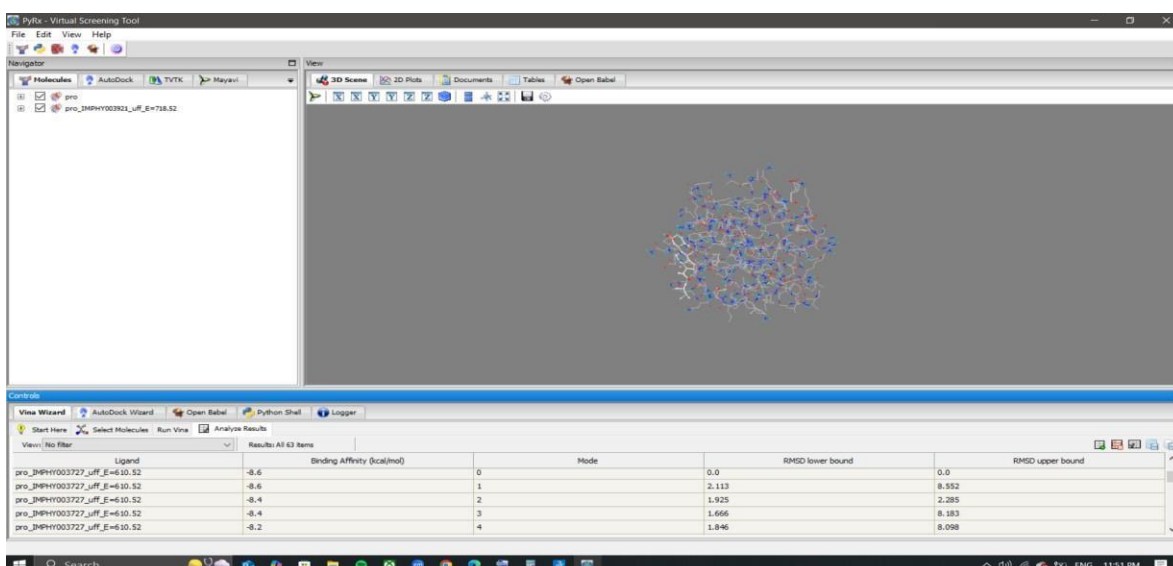 PyRx - Virtual Screening Tool
File Edit View Help
Navigator
View
Molecules AutoDock TVTK Mayavi
3D Scene 2D Plots Documents Tables Open Babel
pro
pro_IMPHY003921_uff_E=718.52
X X Y Y Z Z
Controls
Vina Wizard AutoDock Wizard Open Babel Python Shell Logger
Start Here Select Molecules Run Vina Analyze Results
View: No filter Results: All 63 items
Ligand Binding Affinity (kcal/mol) Mode RMSD lower bound RMSD upper bound
pro_IMPHY003727_uff_E=610.52 -8.6 0 0.0 0.0
pro_IMPHY003727_uff_E=610.52 -8.6 1 2.113 8.552
pro_IMPHY003727_uff_E=610.52 -8.4 2 1.925 2.285
pro_IMPHY003727_uff_E=610.52 -8.4 3 1.666 8.183
pro_IMPHY003727_uff_E=610.52 -8.2 4 1.846 8.098
Search ENG 11:51 PM